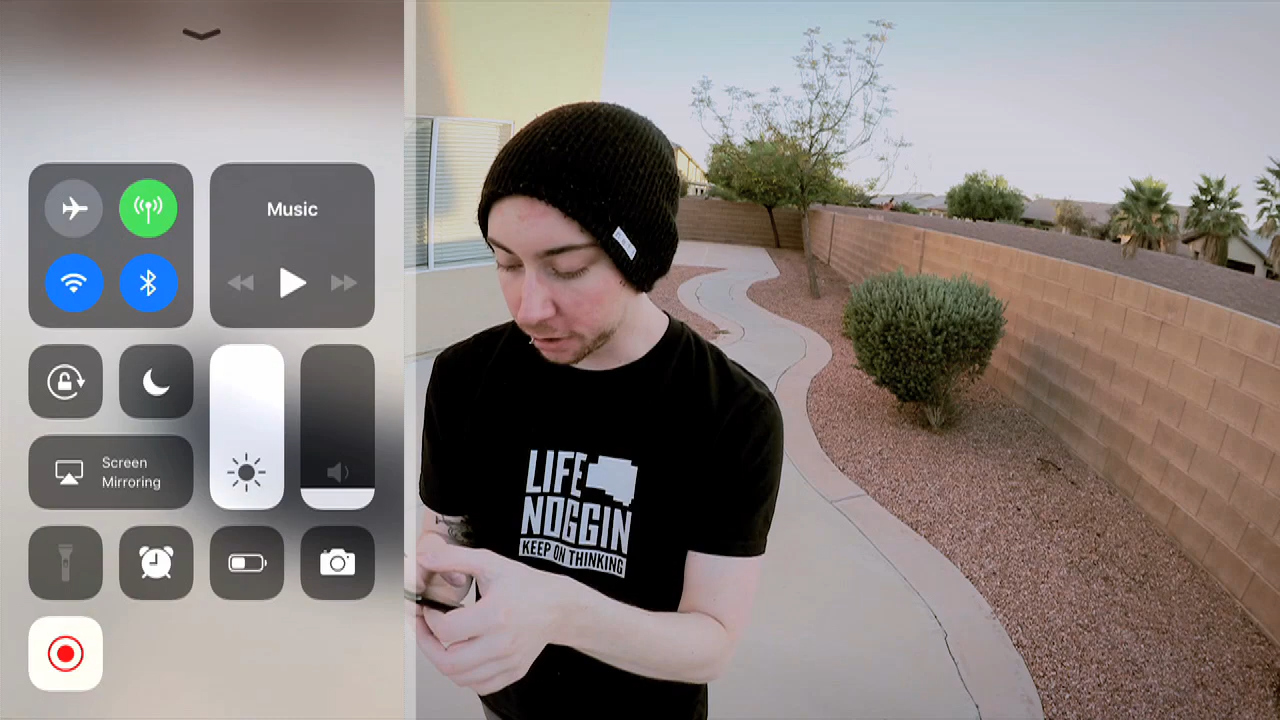 Music
Screen
Mirroring
LIFE
NOGGIN
KEEP ON THINKING